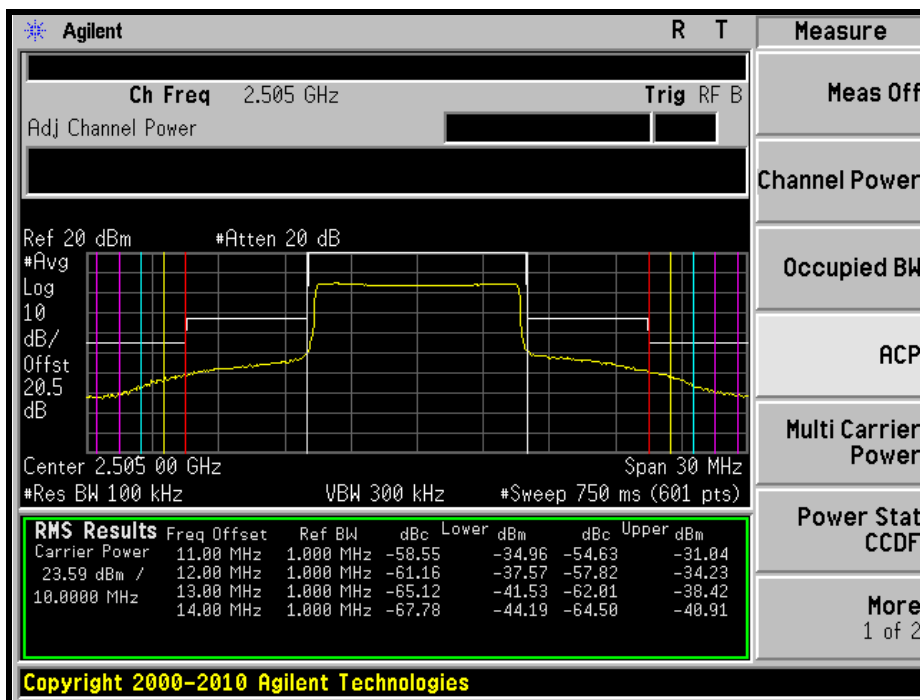 Agilent R T Measure
Ch Freq 2.505 GHz Trig RF B
Meas Off
Adj Channel Power
Channel Power
Ref 20 dBm #Atten 20 dB
#Avg
Log
10
dB/
Offst
20.5
dB
Occupied BW
ACP
Multi Carrier
Power
Center 2.505 00 GHz Span 30 MHz
#Res BW 100 kHz VBW 300 kHz #Sweep 750 ms (601 pts)
Power Stat
CCDF
RMS Results Freq Offset Ref BW dBc Lower dBm dBc Upper dBm
Carrier Power 11.00 MHz 1.000 MHz -58.55 -34.96 -54.63 -31.04
23.59 dBm / 12.00 MHz 1.000 MHz -61.16 -37.57 -57.82 -34.23
10.0000 MHz 13.00 MHz 1.000 MHz -65.12 -41.53 -62.01 -38.42
14.00 MHz 1.000 MHz -67.78 -44.19 -64.50 -40.91
More
1 of 2
Copyright 2000-2010 Agilent Technologies